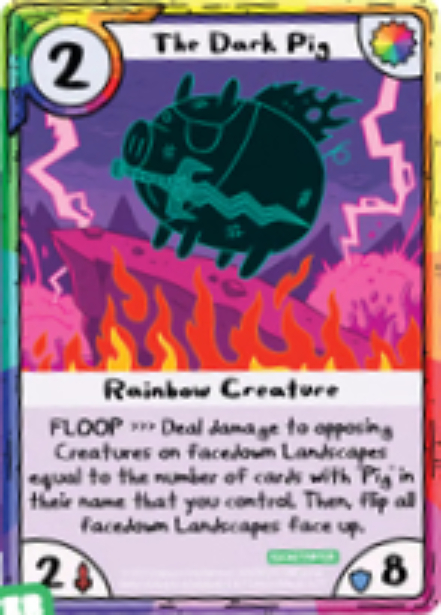 2
The Dark Pig
Rainbow Creature
FLOOP >>> Deal damage to opposing
Creatures on facedown Landscapes
equal to the number of cards with 'Pig' in
their name that you control. Then, flip all
facedown Landscapes face up.
2
8